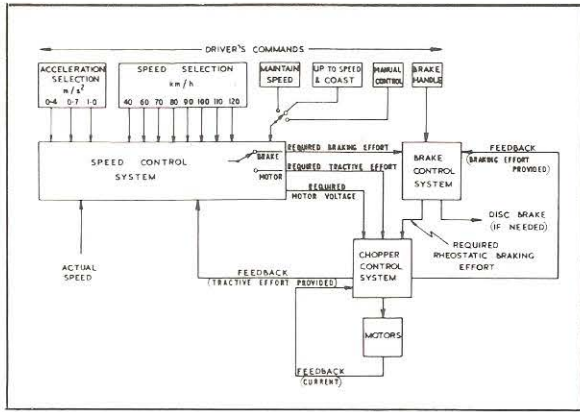 DRIVER'S COMMANDS
ACCELERATION
SELECTION
m/s²
0-4 0-7 1-0
SPEED SELECTION
km/h
40 60 70 80 90 100 110 120
MAINTAIN
SPEED
UP TO SPEED
& COAST
MANUAL
CONTROL
BRAKE
HANDLE
SPEED CONTROL
SYSTEM
BRAKE
MOTOR
REQUIRED BRAKING EFFORT
REQUIRED TRACTIVE EFFORT
REQUIRED
MOTOR VOLTAGE
BRAKE
CONTROL
SYSTEM
FEEDBACK
(BRAKING EFFORT
PROVIDED)
DISC BRAKE
(IF NEEDED)
REQUIRED
RHEOSTATIC BRAKING
EFFORT
ACTUAL
SPEED
FEEDBACK
(TRACTIVE EFFORT PROVIDED)
CHOPPER
CONTROL
SYSTEM
MOTORS
FEEDBACK
(CURRENT)